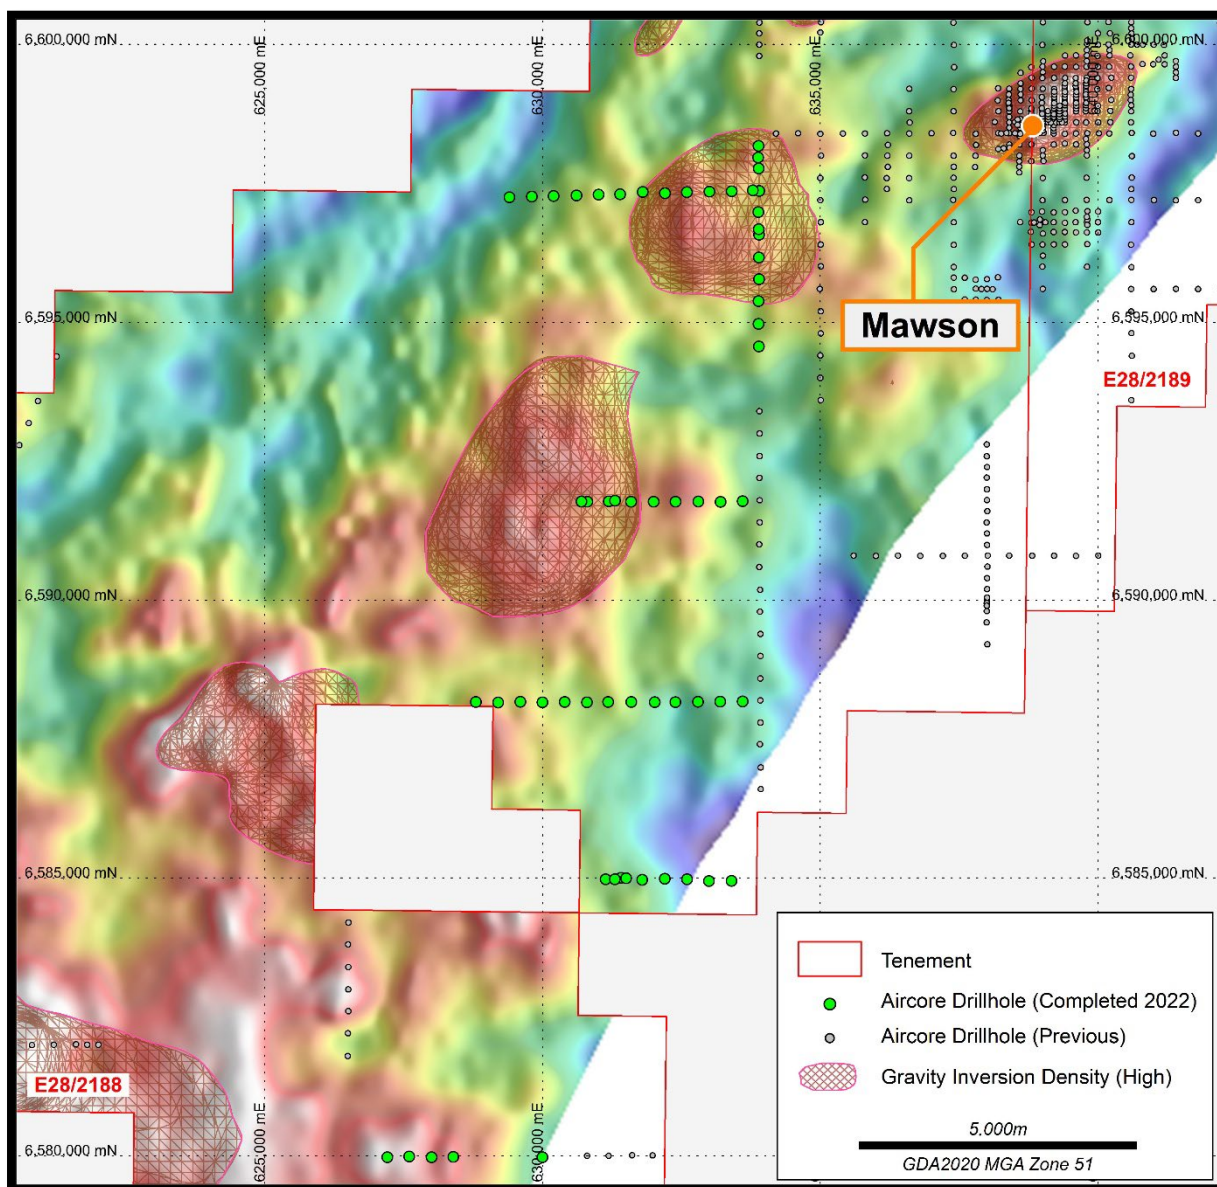 6,600,000 mN
6,600,000 mN
625,000 mE
630,000 mE
635,000 mE
6,595,000 mN
Mawson
6,595,000 mN
E28/2189
6,590,000 mN
6,590,000 mN
6,585,000 mN
6,585,000 mN
Tenement
Aircore Drillhole (Completed 2022)
Aircore Drillhole (Previous)
Gravity Inversion Density (High)
E28/2188
5.000m
GDA2020 MGA Zone 51
6,580,000 mN
625,000 mE
630,000 mE